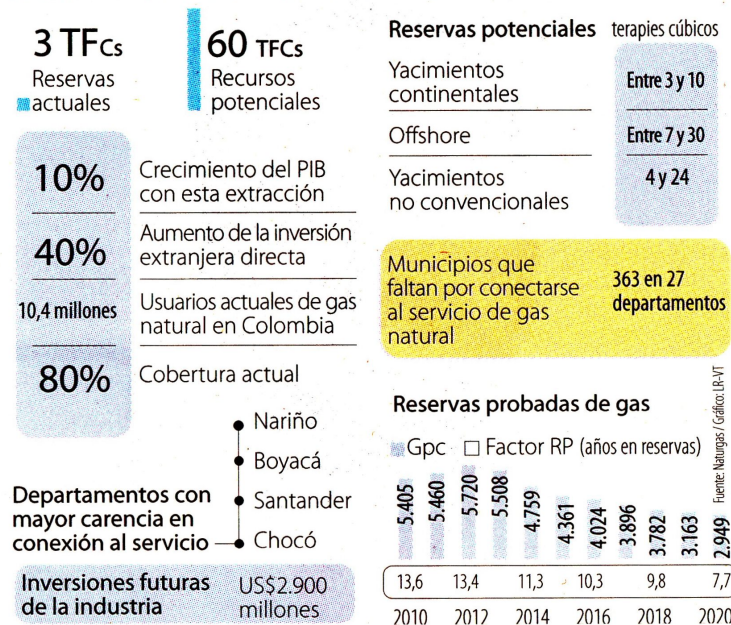 3 TFCs
Reservas
actuales
60 TFCs
Recursos
potenciales
10%
Crecimiento del PIB
con esta extracción
40%
Aumento de la inversión
extranjera directa
10,4 millones
Usuarios actuales de gas
natural en Colombia
80%
Cobertura actual
Nariño
Boyacá
Santander
Chocó
Departamentos con
mayor carencia en
conexión al servicio
Inversiones futuras
de la industria
US$2.900
millones
Reservas potenciales
terapies cúbicos
Yacimientos
continentales
Entre 3 y 10
Offshore
Entre 7 y 30
Yacimientos
no convencionales
4 y 24
Municipios que
faltan por conectarse
al servicio de gas
natural
363 en 27
departamentos
Reservas probadas de gas
Gpc
Factor RP (años en reservas)
5.405
5.460
5.720
5.508
4.759
4.361
4.024
3.896
3.782
3.163
2.949
13,6 13,4 11,3 10,3 9,8 7,7
2010 2012 2014 2016 2018 2020
Fuente: Naturgas / Gráfico: LR-VT